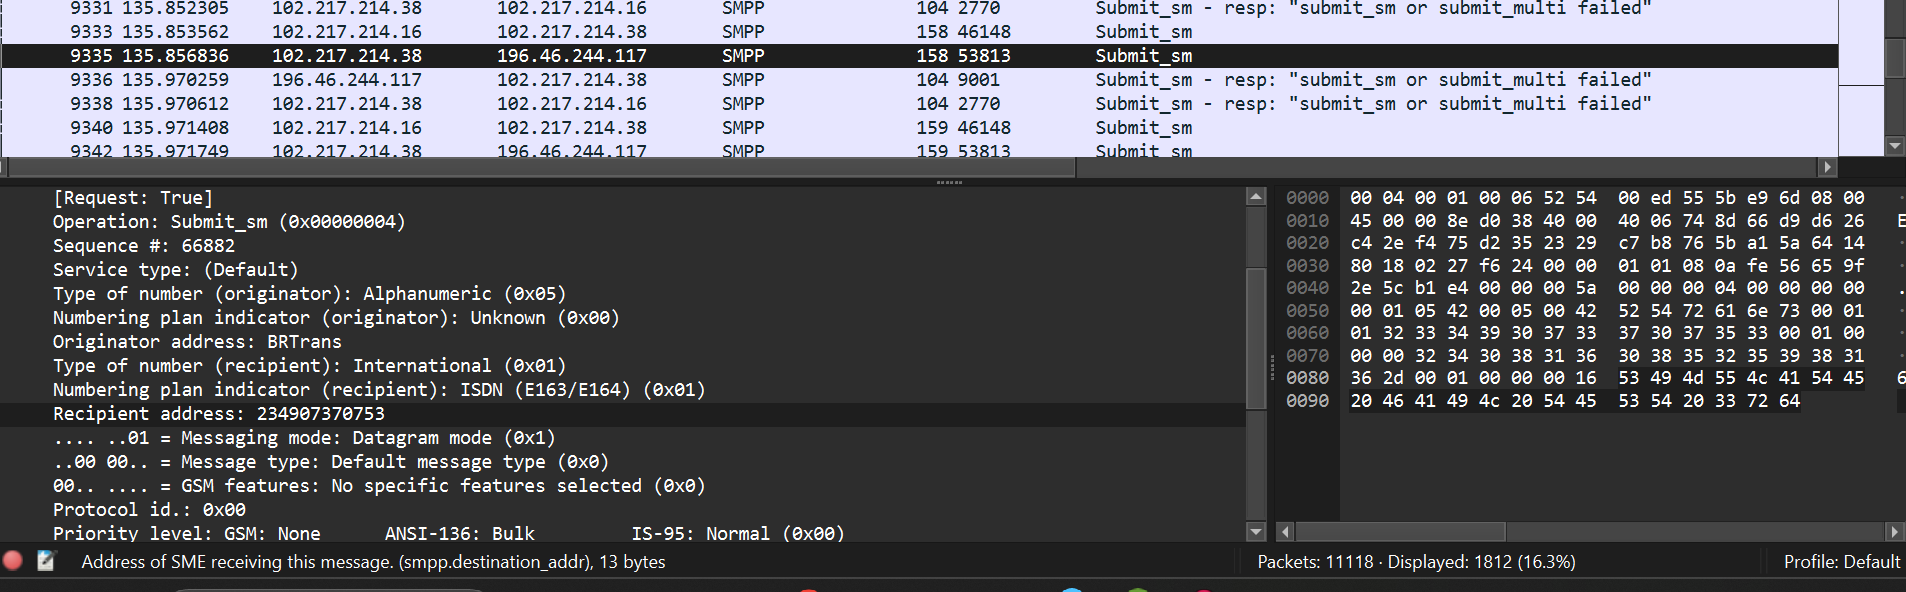 9331 135.852305 102.217.214.38 102.217.214.16 SMPP 104 2770 Submit_sm - resp: "submit_sm or submit_multi failed"
9333 135.853562 102.217.214.16 102.217.214.38 SMPP 158 46148 Submit_sm
9335 135.856836 102.217.214.38 196.46.244.117 SMPP 158 53813 Submit_sm
9336 135.970259 196.46.244.117 102.217.214.38 SMPP 104 9001 Submit_sm - resp: "submit_sm or submit_multi failed"
9338 135.970612 102.217.214.38 102.217.214.16 SMPP 104 2770 Submit_sm - resp: "submit_sm or submit_multi failed"
9340 135.971408 102.217.214.16 102.217.214.38 SMPP 159 46148 Submit_sm
9342 135.971749 102.217.214.38 196.46.244.117 SMPP 159 53813 Submit_sm
[Request: True]
Operation: Submit_sm (0x00000004)
Sequence #: 66882
Service type: (Default)
Type of number (originator): Alphanumeric (0x05)
Numbering plan indicator (originator): Unknown (0x00)
Originator address: BRTrans
Type of number (recipient): International (0x01)
Numbering plan indicator (recipient): ISDN (E163/E164) (0x01)
Recipient address: 234907370753
.... ..01 = Messaging mode: Datagram mode (0x1)
..00 00.. = Message type: Default message type (0x0)
00.. .... = GSM features: No specific features selected (0x0)
Protocol id.: 0x00
Priority level: GSM: None ANSI-136: Bulk IS-95: Normal (0x00)
0000 00 04 00 01 00 06 52 54 00 ed 55 5b e9 6d 08 00
0010 45 00 00 8e d0 38 40 00 40 06 74 8d 66 d9 d6 26 E
0020 c4 2e f4 75 d2 35 23 29 c7 b8 76 5b a1 5a 64 14
0030 80 18 02 27 f6 24 00 00 01 01 08 0a fe 56 65 9f
0040 2e 5c b1 e4 00 00 00 5a 00 00 00 04 00 00 00 00 .
0050 00 01 05 42 00 05 00 42 52 54 72 61 6e 73 00 01
0060 01 32 33 34 39 30 37 33 37 30 37 35 33 00 01 00
0070 00 00 32 34 30 38 31 36 30 38 35 32 35 39 38 31
0080 36 2d 00 01 00 00 00 16 53 49 4d 55 4c 41 54 45 6
0090 20 46 41 49 4c 20 54 45 53 54 20 33 72 64
Address of SME receiving this message. (smpp.destination_addr), 13 bytes
Packets: 11118 · Displayed: 1812 (16.3%)
Profile: Default